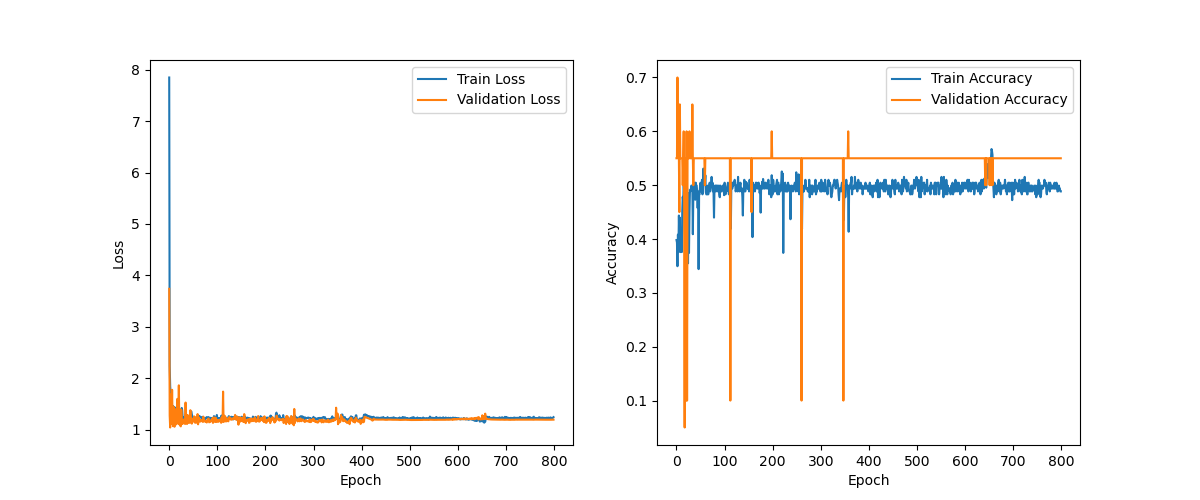 8
7
6
5
4
3
2
1
Loss
0 100 200 300 400 500 600 700 800
Epoch
Train Loss
Validation Loss
0.7
0.6
0.5
0.4
0.3
0.2
0.1
Accuracy
0 100 200 300 400 500 600 700 800
Epoch
Train Accuracy
Validation Accuracy